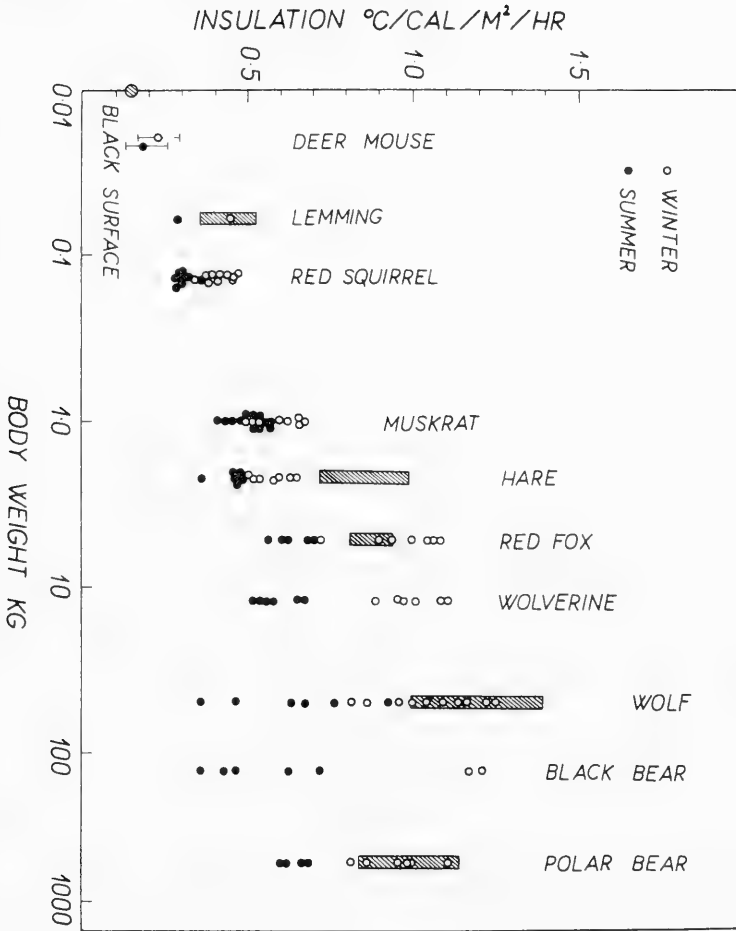 INSULATION °C/CAL/M²/HR
0·5
1·0
1·5
0·01
0·1
1·0
10
100
1000
BODY WEIGHT KG
BLACK SURFACE
○ WINTER
● SUMMER
DEER MOUSE
LEMMING
RED SQUIRREL
MUSKRAT
HARE
RED FOX
WOLVERINE
WOLF
BLACK BEAR
POLAR BEAR